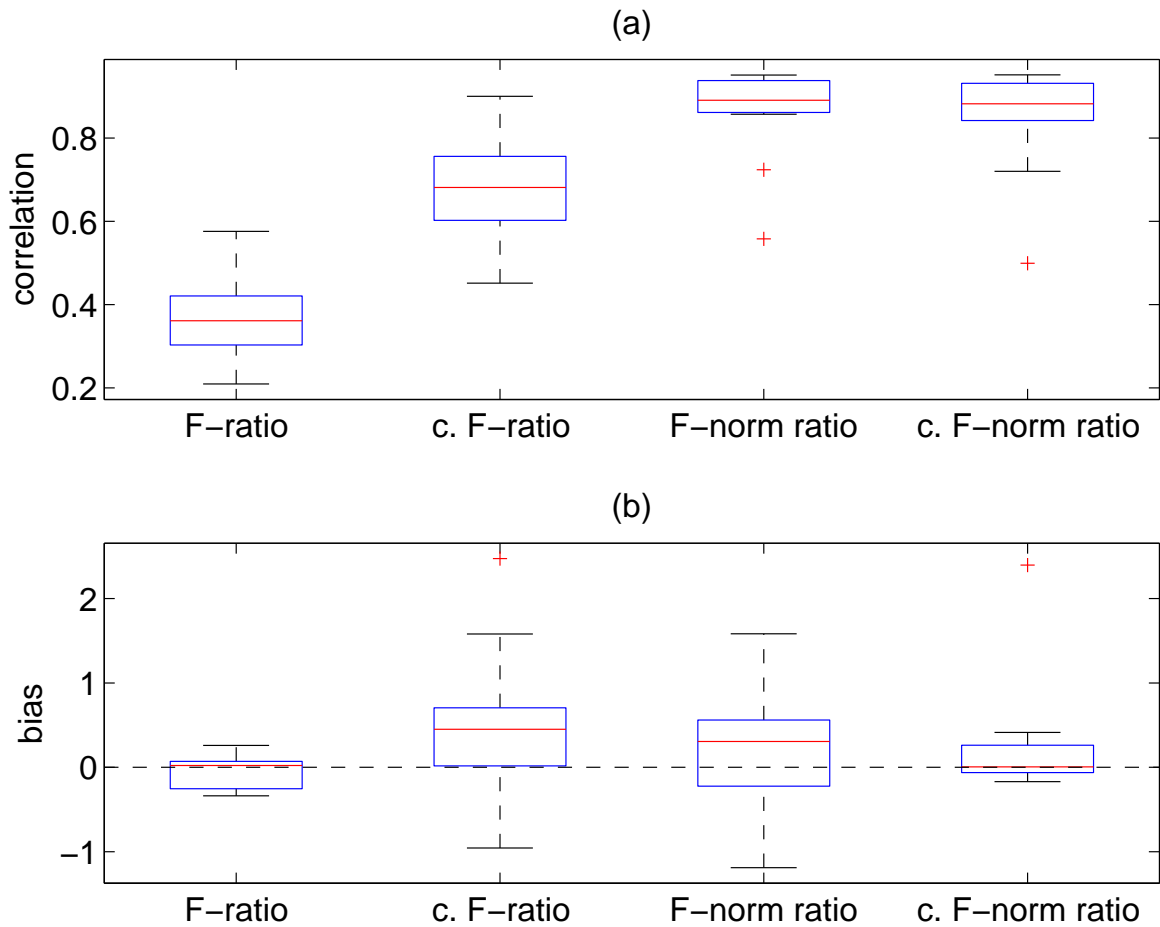 (a)
correlation
0.8
0.6
0.4
0.2
F−ratio
c. F−ratio
F−norm ratio
c. F−norm ratio
(b)
bias
2
1
0
−1
F−ratio
c. F−ratio
F−norm ratio
c. F−norm ratio